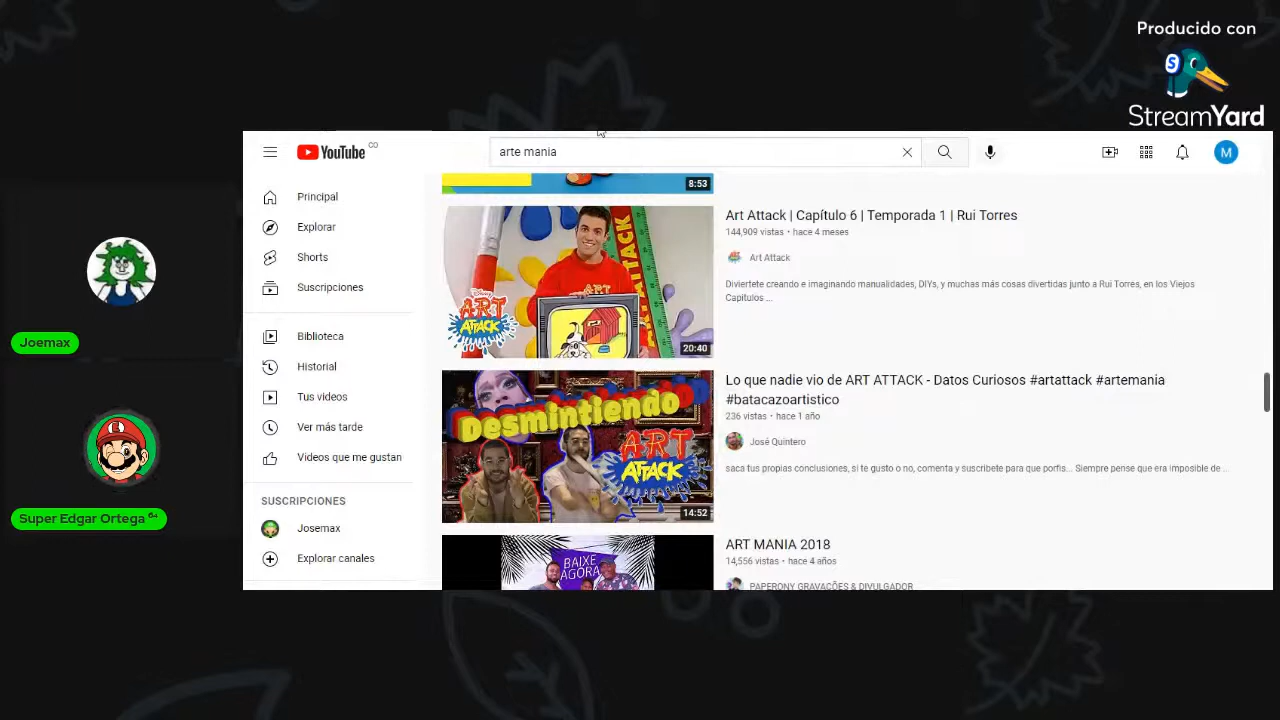 Producido con
StreamYard
YouTube CO
arte mania
M
Principal
Explorar
Shorts
Suscripciones
Biblioteca
Historial
Tus videos
Ver más tarde
Videos que me gustan
SUSCRIPCIONES
Josemax
Explorar canales
Joemax
Super Edgar Ortega ⁶⁴
8:53
ART ATTACK
ART
Disney
ART
ATTACK
20:40
Art Attack | Capítulo 6 | Temporada 1 | Rui Torres
144,909 vistas • hace 4 meses
Art Attack
Diviertete creando e imaginando manualidades, DIYs, y muchas más cosas divertidas junto a Rui Torres, en los Viejos
Capítulos ...
Desmintiendo
ART
ATTACK
14:52
Lo que nadie vio de ART ATTACK - Datos Curiosos #artattack #artemania
#batacazoartistico
236 vistas • hace 1 año
José Quintero
saca tus propias conclusiones, si te gusto o no, comenta y suscribete para que porfis... Siempre pense que era imposible de ...
BAIXE
AGORA
ART MANIA 2018
14,556 vistas • hace 4 años
PAPERONY GRAVAÇÕES & DIVULGADOR